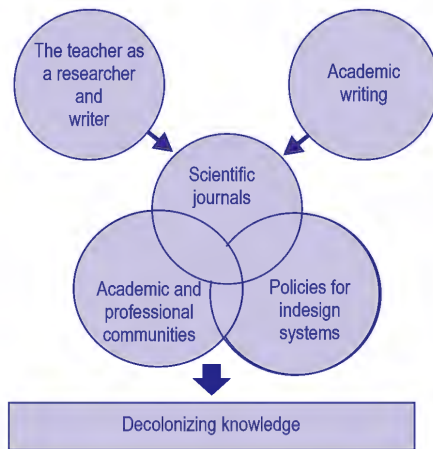 The teacher as
a researcher
and
writer
Academic
writing
Scientific
journals
Academic and
professional
communities
Policies for
indesign
systems
Decolonizing knowledge